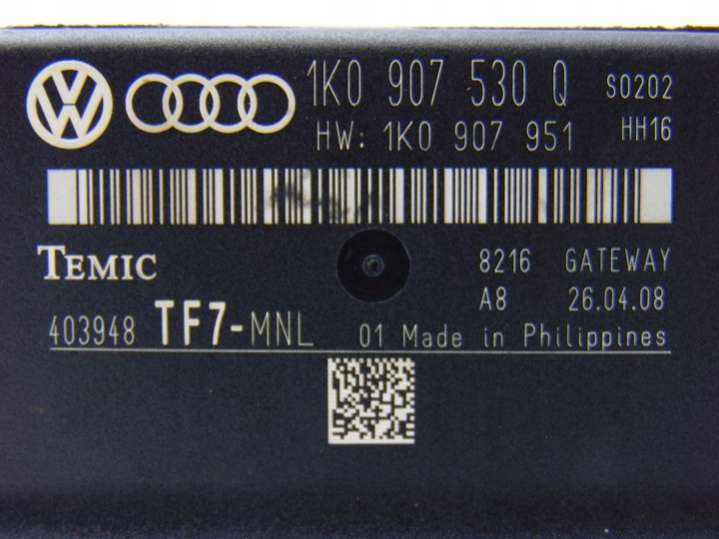 1K0 907 530 Q S0202
HW: 1K0 907 951 HH16
TEMIC
8216 GATEWAY
A8 26.04.08
403948 TF7-MNL 01 Made in Philippines